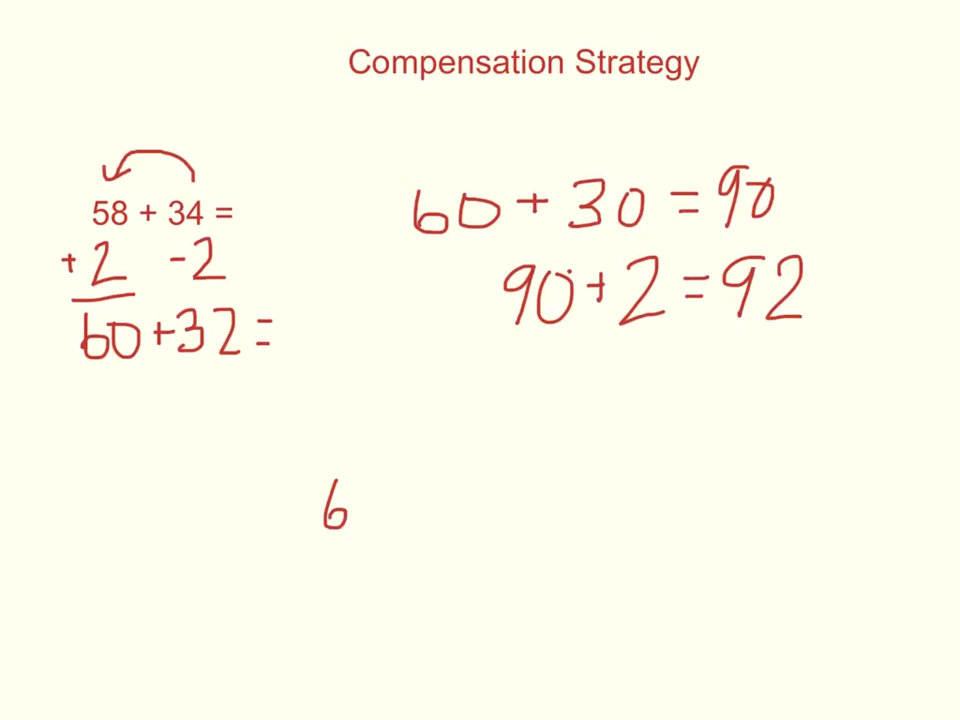 Compensation Strategy
58 + 34 =
+ 2 - 2
60 + 32 =
60 + 30 = 90
90 + 2 = 92
6